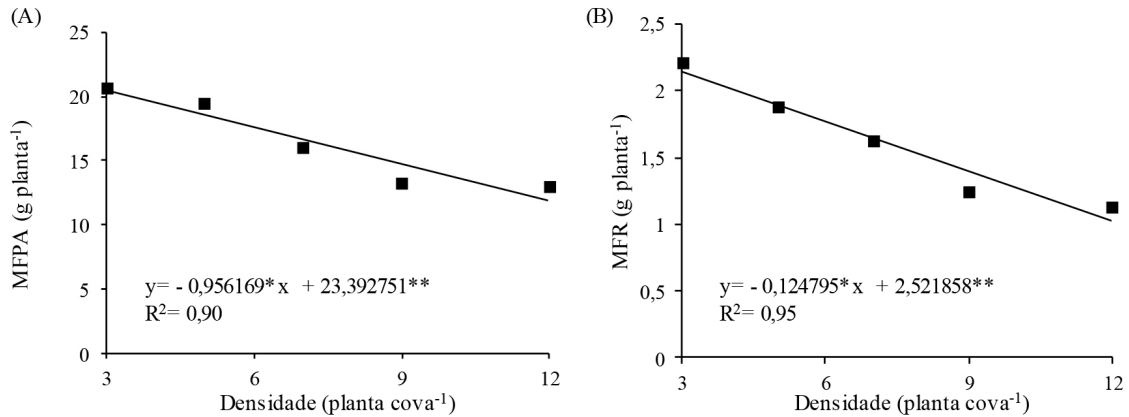 (A)
25
20
15
10
5
0
MFPA (g planta⁻¹)
y= - 0,956169* x + 23,392751**
R²= 0,90
3 6 9 12
Densidade (planta cova⁻¹)
(B)
2,5
2
1,5
1
0,5
0
MFR (g planta⁻¹)
y= -0,124795* x + 2,521858**
R²= 0,95
3 6 9 12
Densidade (planta cova⁻¹)